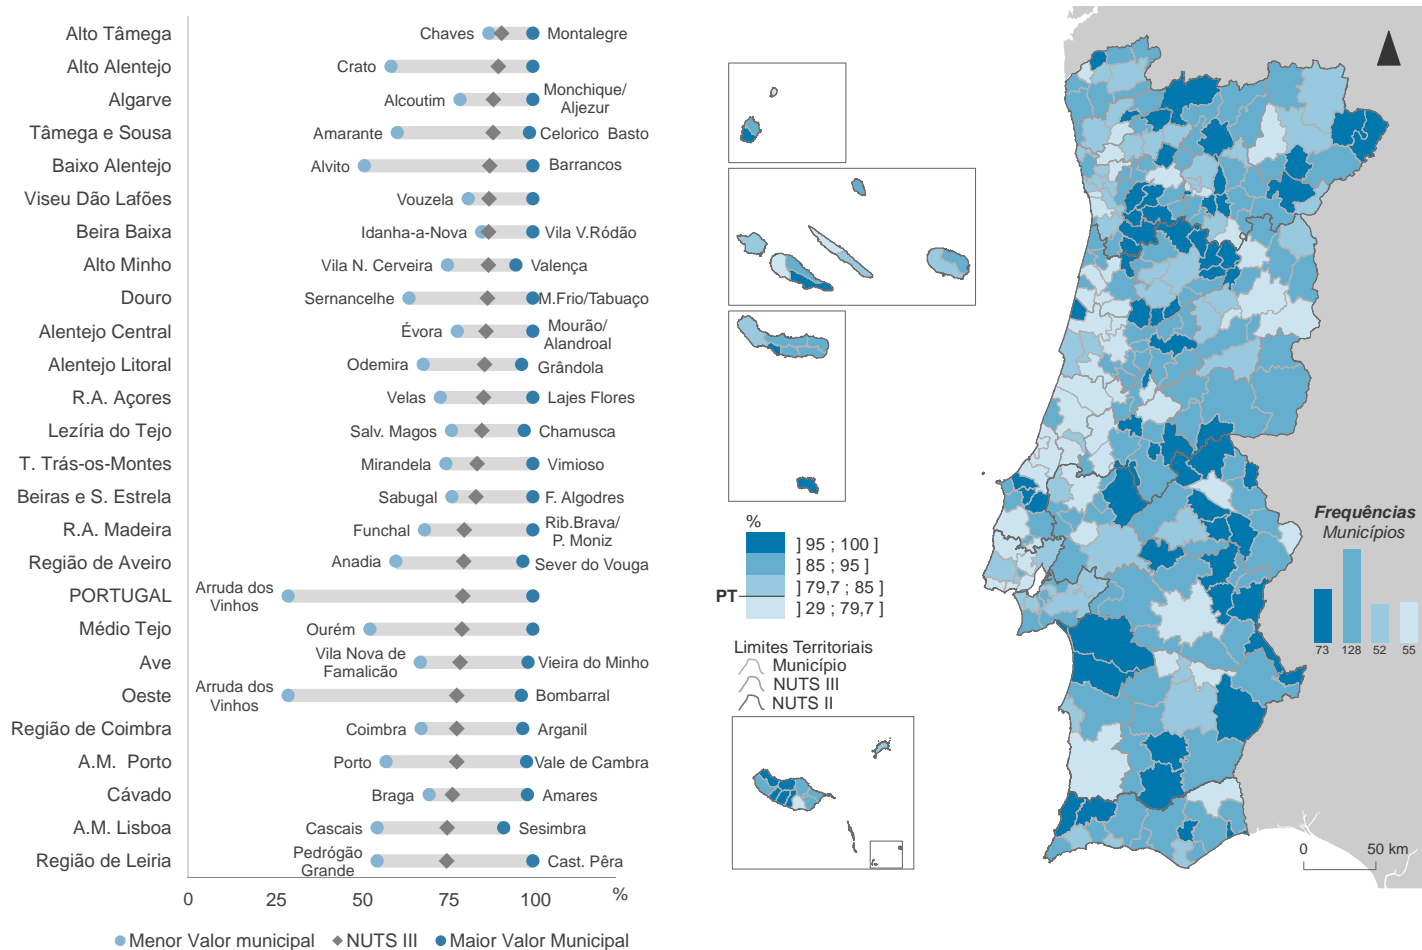 Alto Tâmega
Chaves
Montalegre
Alto Alentejo
Crato
Algarve
Alcoutim
Monchique/
Aljezur
Tâmega e Sousa
Amarante
Celorico Basto
Baixo Alentejo
Alvito
Barrancos
Viseu Dão Lafões
Vouzela
Beira Baixa
Idanha-a-Nova
Vila V.Ródão
Alto Minho
Vila N. Cerveira
Valença
Douro
Sernancelhe
M.Frio/Tabuaço
Alentejo Central
Évora
Mourão/
Alandroal
Alentejo Litoral
Odemira
Grândola
R.A. Açores
Velas
Lajes Flores
Lezíria do Tejo
Salv. Magos
Chamusca
T. Trás-os-Montes
Mirandela
Vimioso
Beiras e S. Estrela
Sabugal
F. Algodres
R.A. Madeira
Funchal
Rib.Brava/
P. Moniz
Região de Aveiro
Anadia
Sever do Vouga
PORTUGAL
Arruda dos
Vinhos
Médio Tejo
Ourém
Ave
Vila Nova de
Famalicão
Vieira do Minho
Oeste
Arruda dos
Vinhos
Bombarral
Região de Coimbra
Coimbra
Arganil
A.M. Porto
Porto
Vale de Cambra
Cávado
Braga
Amares
A.M. Lisboa
Cascais
Sesimbra
Região de Leiria
Pedrógão
Grande
Cast. Pêra
0 25 50 75 100 %
Menor Valor municipal NUTS III Maior Valor Municipal
%
] 95 ; 100 ]
] 85 ; 95 ]
] 79,7 ; 85 ]
PT
] 29 ; 79,7 ]
Limites Territoriais
Município
NUTS III
NUTS II
Frequências
Municípios
73 128 52 55
0 50 km